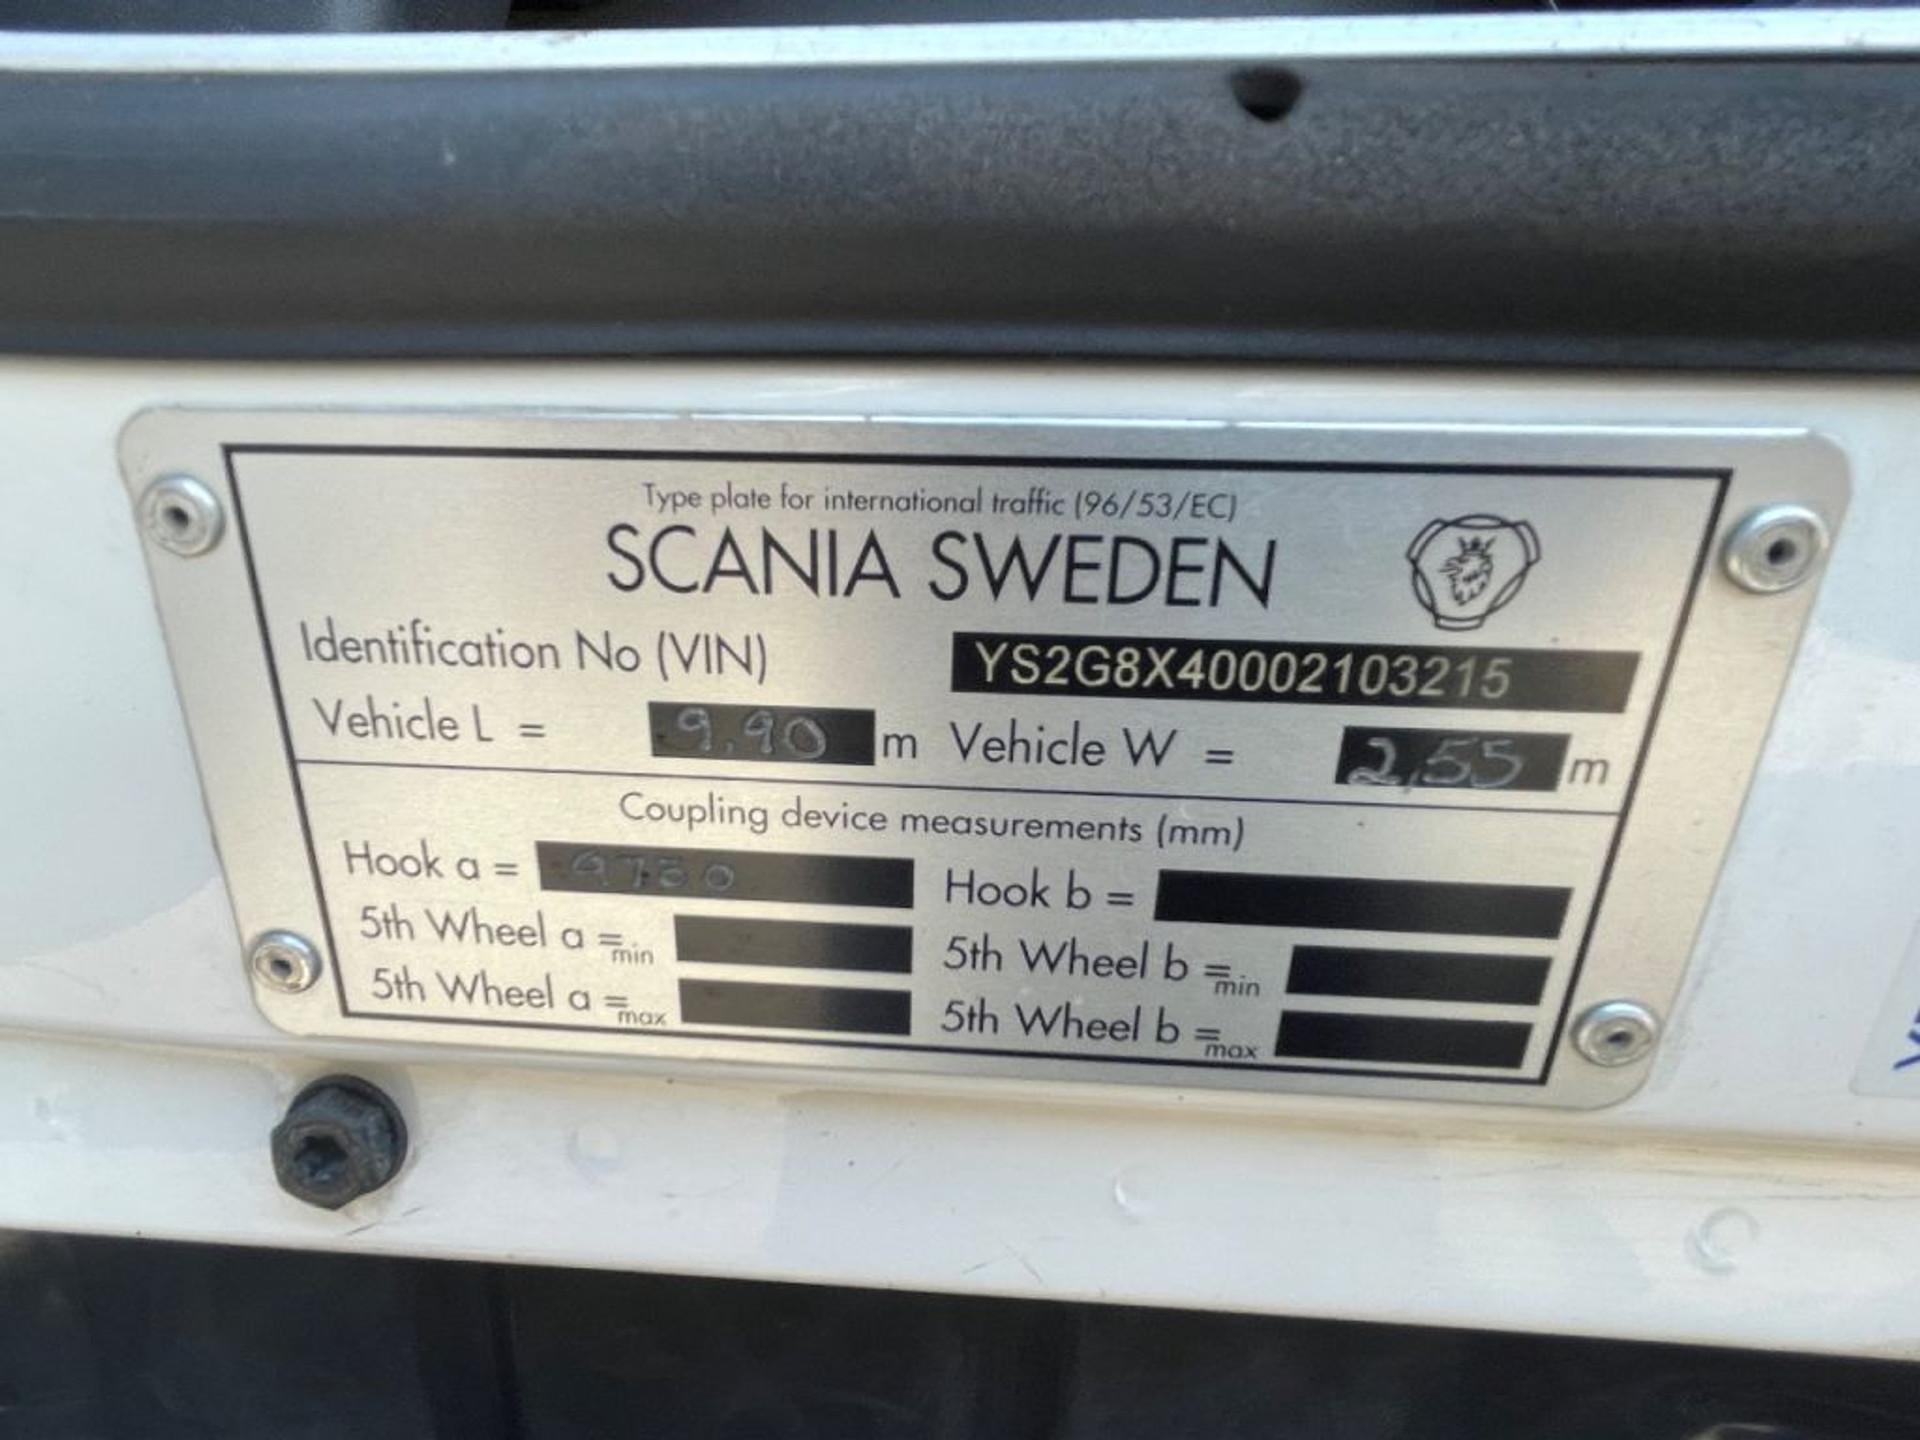 Type plate for international traffic (96/53/EC)
SCANIA SWEDEN
Identification No (VIN) YS2G8X40002103215
Vehicle L = 9,90 m Vehicle W = 2,55 m
Coupling device measurements (mm)
Hook a = 9730 Hook b =
5th Wheel a = min 5th Wheel b = min
5th Wheel a = max 5th Wheel b = max